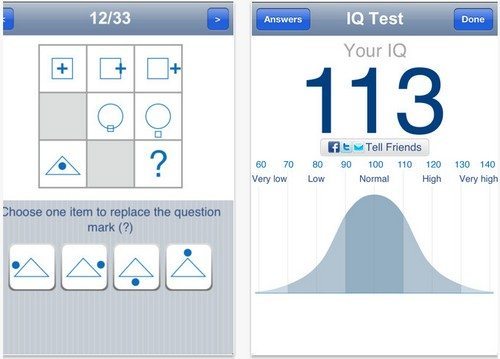 <
12/33
>
?
Choose one item to replace the question
mark (?)
Answers
IQ Test
Done
Your IQ
113
Tell Friends
60 70 80 90 100 110 120 130 140
Very low Low Normal High Very high